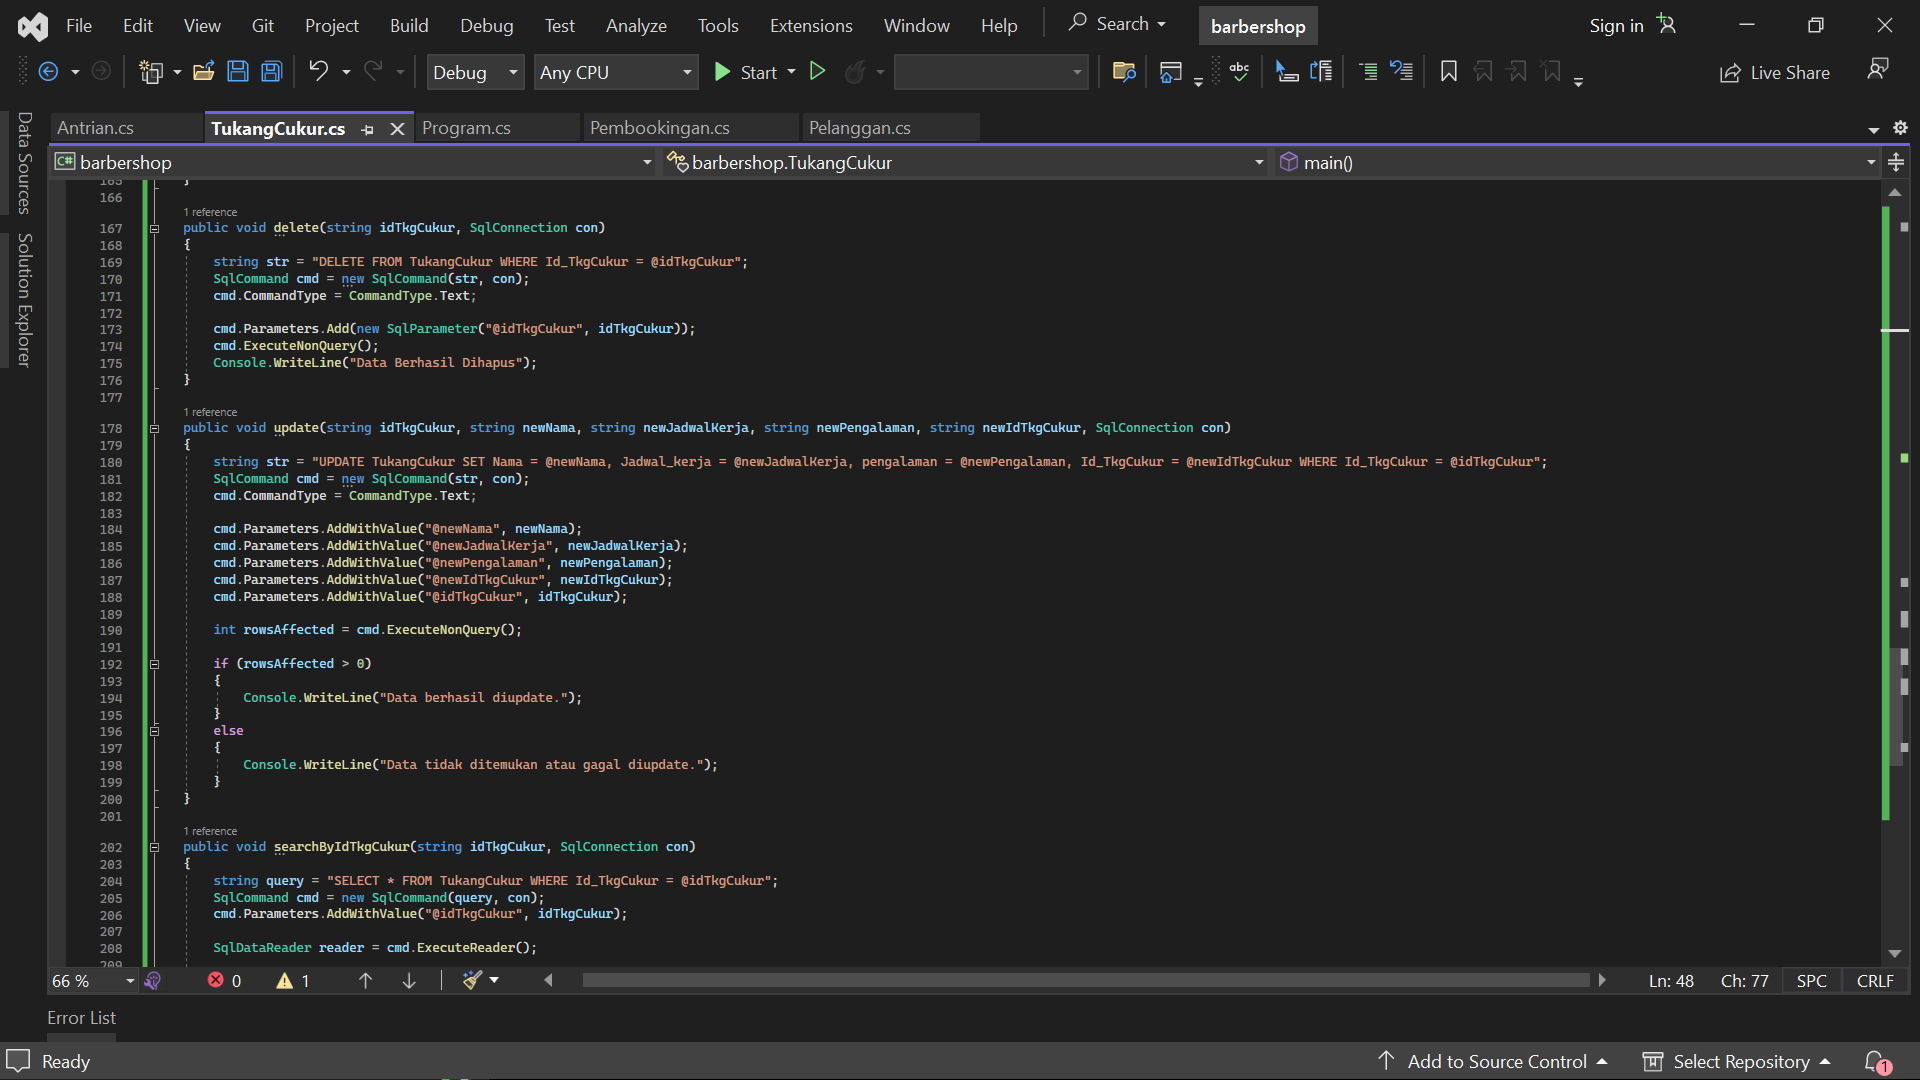 File Edit View Git Project Build Debug Test Analyze Tools Extensions Window Help Search barbershop Sign in
Debug Any CPU Start Live Share
Data Sources
Solution Explorer
Antrian.cs TukangCukur.cs Program.cs Pembookingan.cs Pelanggan.cs
C# barbershop barbershop.TukangCukur main()
165 }
166
1 reference
167 public void delete(string idTkgCukur, SqlConnection con)
168 {
169 string str = "DELETE FROM TukangCukur WHERE Id_TkgCukur = @idTkgCukur";
170 SqlCommand cmd = new SqlCommand(str, con);
171 cmd.CommandType = CommandType.Text;
172
173 cmd.Parameters.Add(new SqlParameter("@idTkgCukur", idTkgCukur));
174 cmd.ExecuteNonQuery();
175 Console.WriteLine("Data Berhasil Dihapus");
176 }
177
1 reference
178 public void update(string idTkgCukur, string newNama, string newJadwalKerja, string newPengalaman, string newIdTkgCukur, SqlConnection con)
179 {
180 string str = "UPDATE TukangCukur SET Nama = @newNama, Jadwal_kerja = @newJadwalKerja, pengalaman = @newPengalaman, Id_TkgCukur = @newIdTkgCukur WHERE Id_TkgCukur = @idTkgCukur";
181 SqlCommand cmd = new SqlCommand(str, con);
182 cmd.CommandType = CommandType.Text;
183
184 cmd.Parameters.AddWithValue("@newNama", newNama);
185 cmd.Parameters.AddWithValue("@newJadwalKerja", newJadwalKerja);
186 cmd.Parameters.AddWithValue("@newPengalaman", newPengalaman);
187 cmd.Parameters.AddWithValue("@newIdTkgCukur", newIdTkgCukur);
188 cmd.Parameters.AddWithValue("@idTkgCukur", idTkgCukur);
189
190 int rowsAffected = cmd.ExecuteNonQuery();
191
192 if (rowsAffected > 0)
193 {
194 Console.WriteLine("Data berhasil diupdate.");
195 }
196 else
197 {
198 Console.WriteLine("Data tidak ditemukan atau gagal diupdate.");
199 }
200 }
201
1 reference
202 public void searchByIdTkgCukur(string idTkgCukur, SqlConnection con)
203 {
204 string query = "SELECT * FROM TukangCukur WHERE Id_TkgCukur = @idTkgCukur";
205 SqlCommand cmd = new SqlCommand(query, con);
206 cmd.Parameters.AddWithValue("@idTkgCukur", idTkgCukur);
207
208 SqlDataReader reader = cmd.ExecuteReader();
209
66 % 0 1 Ln: 48 Ch: 77 SPC CRLF
Error List
Ready Add to Source Control Select Repository 1